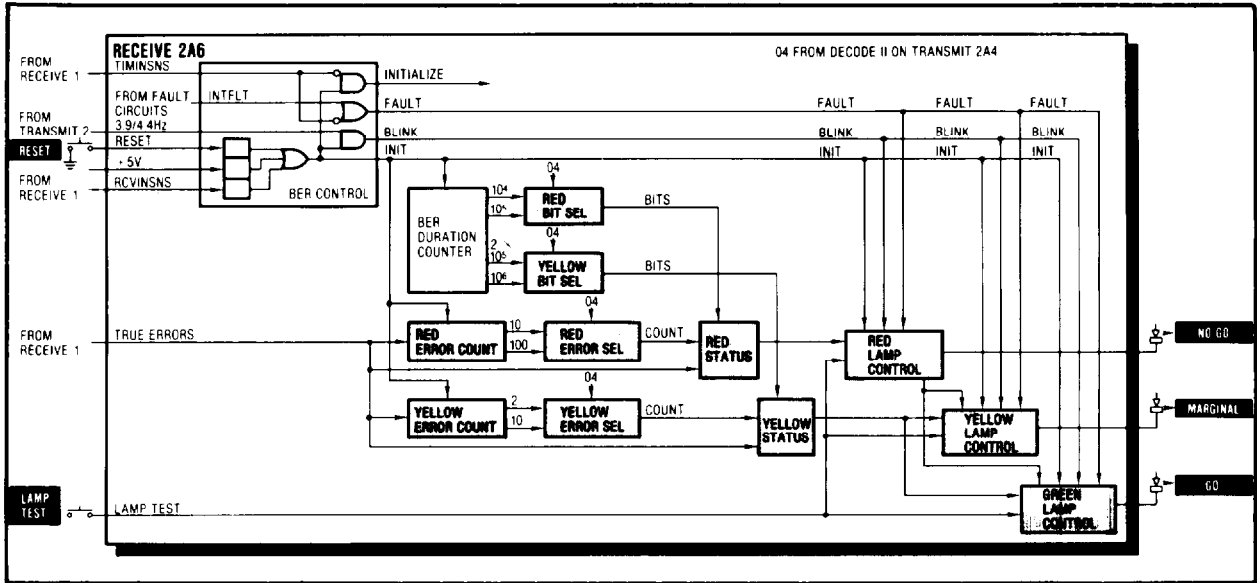 RECEIVE 2A6
04 FROM DECODE II ON TRANSMIT 2A4
FROM
RECEIVE 1
TIMINSNS
INITIALIZE
FROM FAULT
CIRCUITS
INTFLT
FAULT
FAULT
FAULT
FAULT
FROM
TRANSMIT 2
3.9/4 4Hz
BLINK
BLINK
BLINK
BLINK
RESET
RESET
INIT
INIT
INIT
INIT
+5V
FROM
RECEIVE 1
RCVINSNS
BER CONTROL
04
BER
DURATION
COUNTER
10⁴
RED
BIT SEL
BITS
04
2
10⁵
10⁶
YELLOW
BIT SEL
BITS
04
FROM
RECEIVE 1
TRUE ERRORS
RED
ERROR COUNT
10
100
RED
ERROR SEL
COUNT
RED
STATUS
RED
LAMP
CONTROL
NO GO
04
YELLOW
ERROR COUNT
2
10
YELLOW
ERROR SEL
COUNT
YELLOW
STATUS
YELLOW
LAMP
CONTROL
MARGINAL
LAMP
TEST
LAMP TEST
GREEN
LAMP
CONTROL
GO